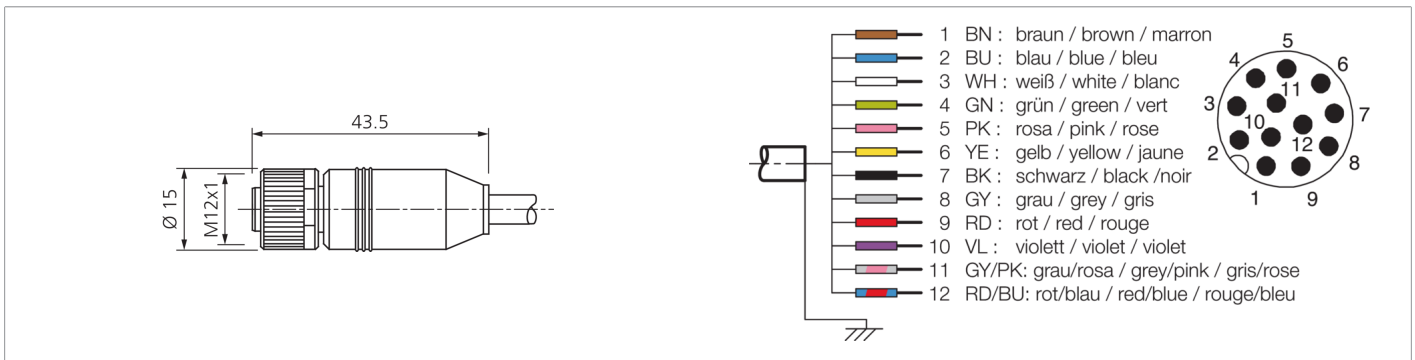 43.5
Ø 15
M12x1
1 BN : braun / brown / marron
2 BU : blau / blue / bleu
3 WH : weiß / white / blanc
4 GN : grün / green / vert
5 PK : rosa / pink / rose
6 YE : gelb / yellow / jaune
7 BK : schwarz / black /noir
8 GY : grau / grey / gris
9 RD : rot / red / rouge
10 VL : violett / violet / violet
11 GY/PK: grau/rosa / grey/pink / gris/rose
12 RD/BU: rot/blau / red/blue / rouge/bleu
5
4
6
11
3
7
10
12
2
8
1
9